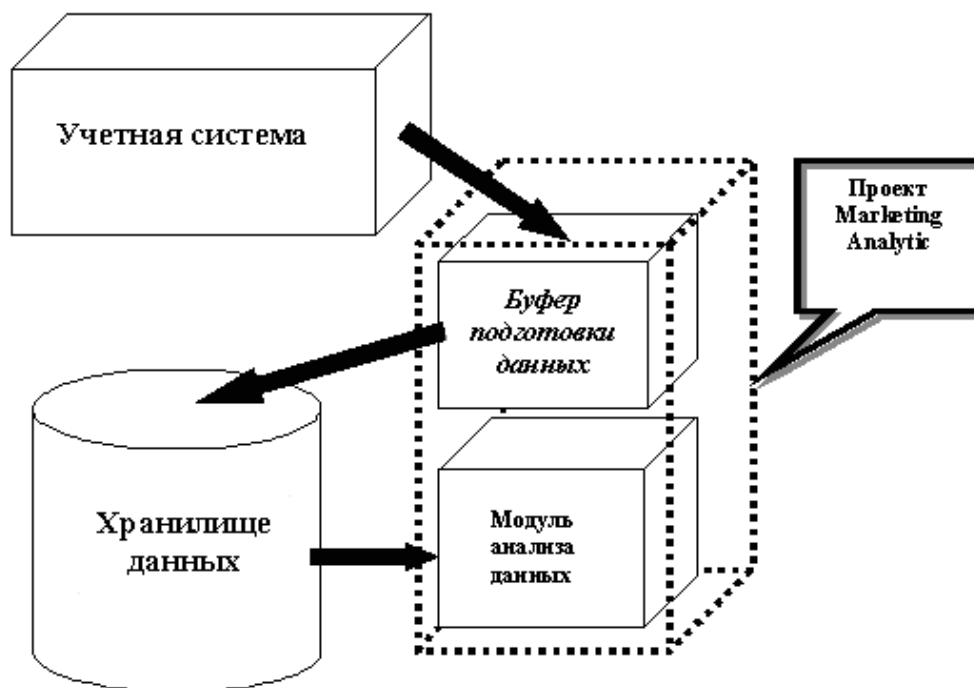 Учетная система
Проект
Marketing
Analytic
Буфер
подготовки
данных
Хранилище
данных
Модуль
анализа
данных